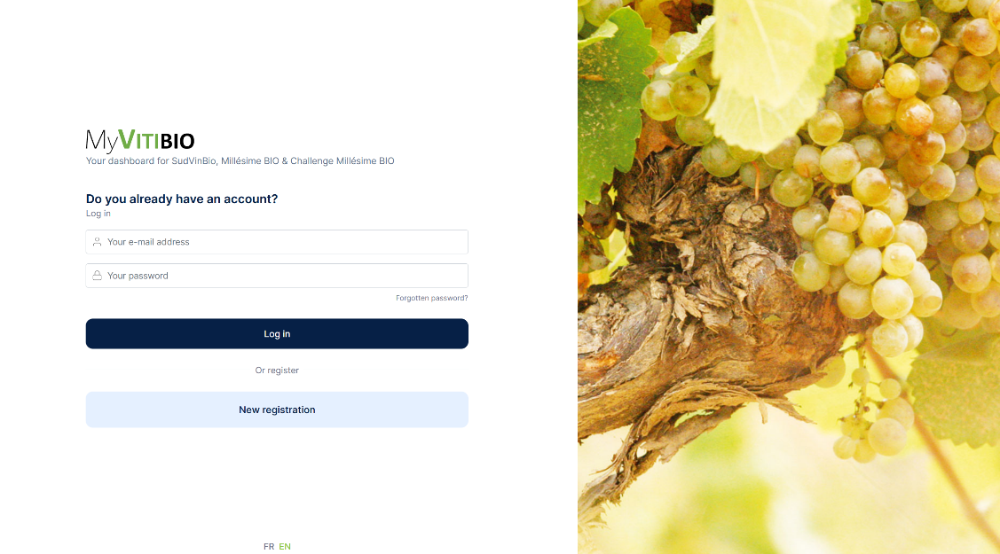 MyVITIBIO
Your dashboard for SudVinBio, Millésime BIO & Challenge Millésime BIO
Do you already have an account?
Log in
Your e-mail address
Your password
Forgotten password?
Log in
Or register
New registration
FR EN